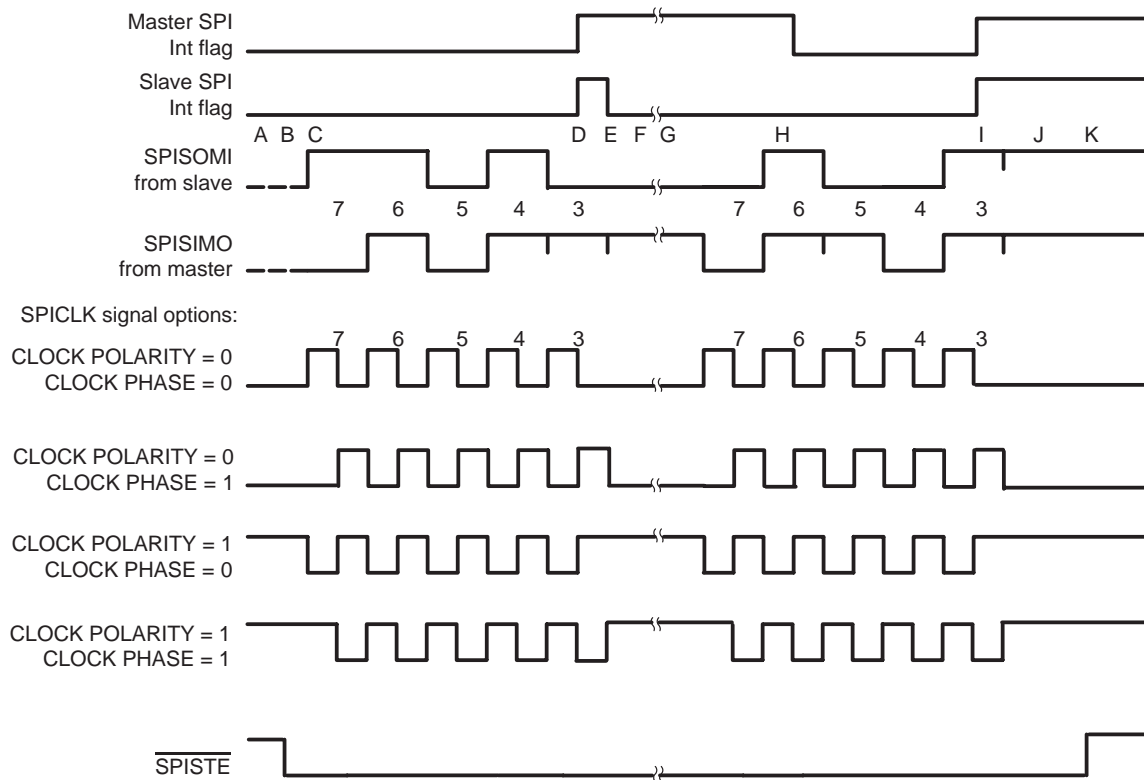 Master SPI
Int flag
Slave SPI
Int flag
A B C D E F G H I J K
SPISOMI
from slave
7 6 5 4 3 7 6 5 4 3
SPISIMO
from master
SPICLK signal options:
7 6 5 4 3 7 6 5 4 3
CLOCK POLARITY = 0
CLOCK PHASE = 0
CLOCK POLARITY = 0
CLOCK PHASE = 1
CLOCK POLARITY = 1
CLOCK PHASE = 0
CLOCK POLARITY = 1
CLOCK PHASE = 1
SPISTE